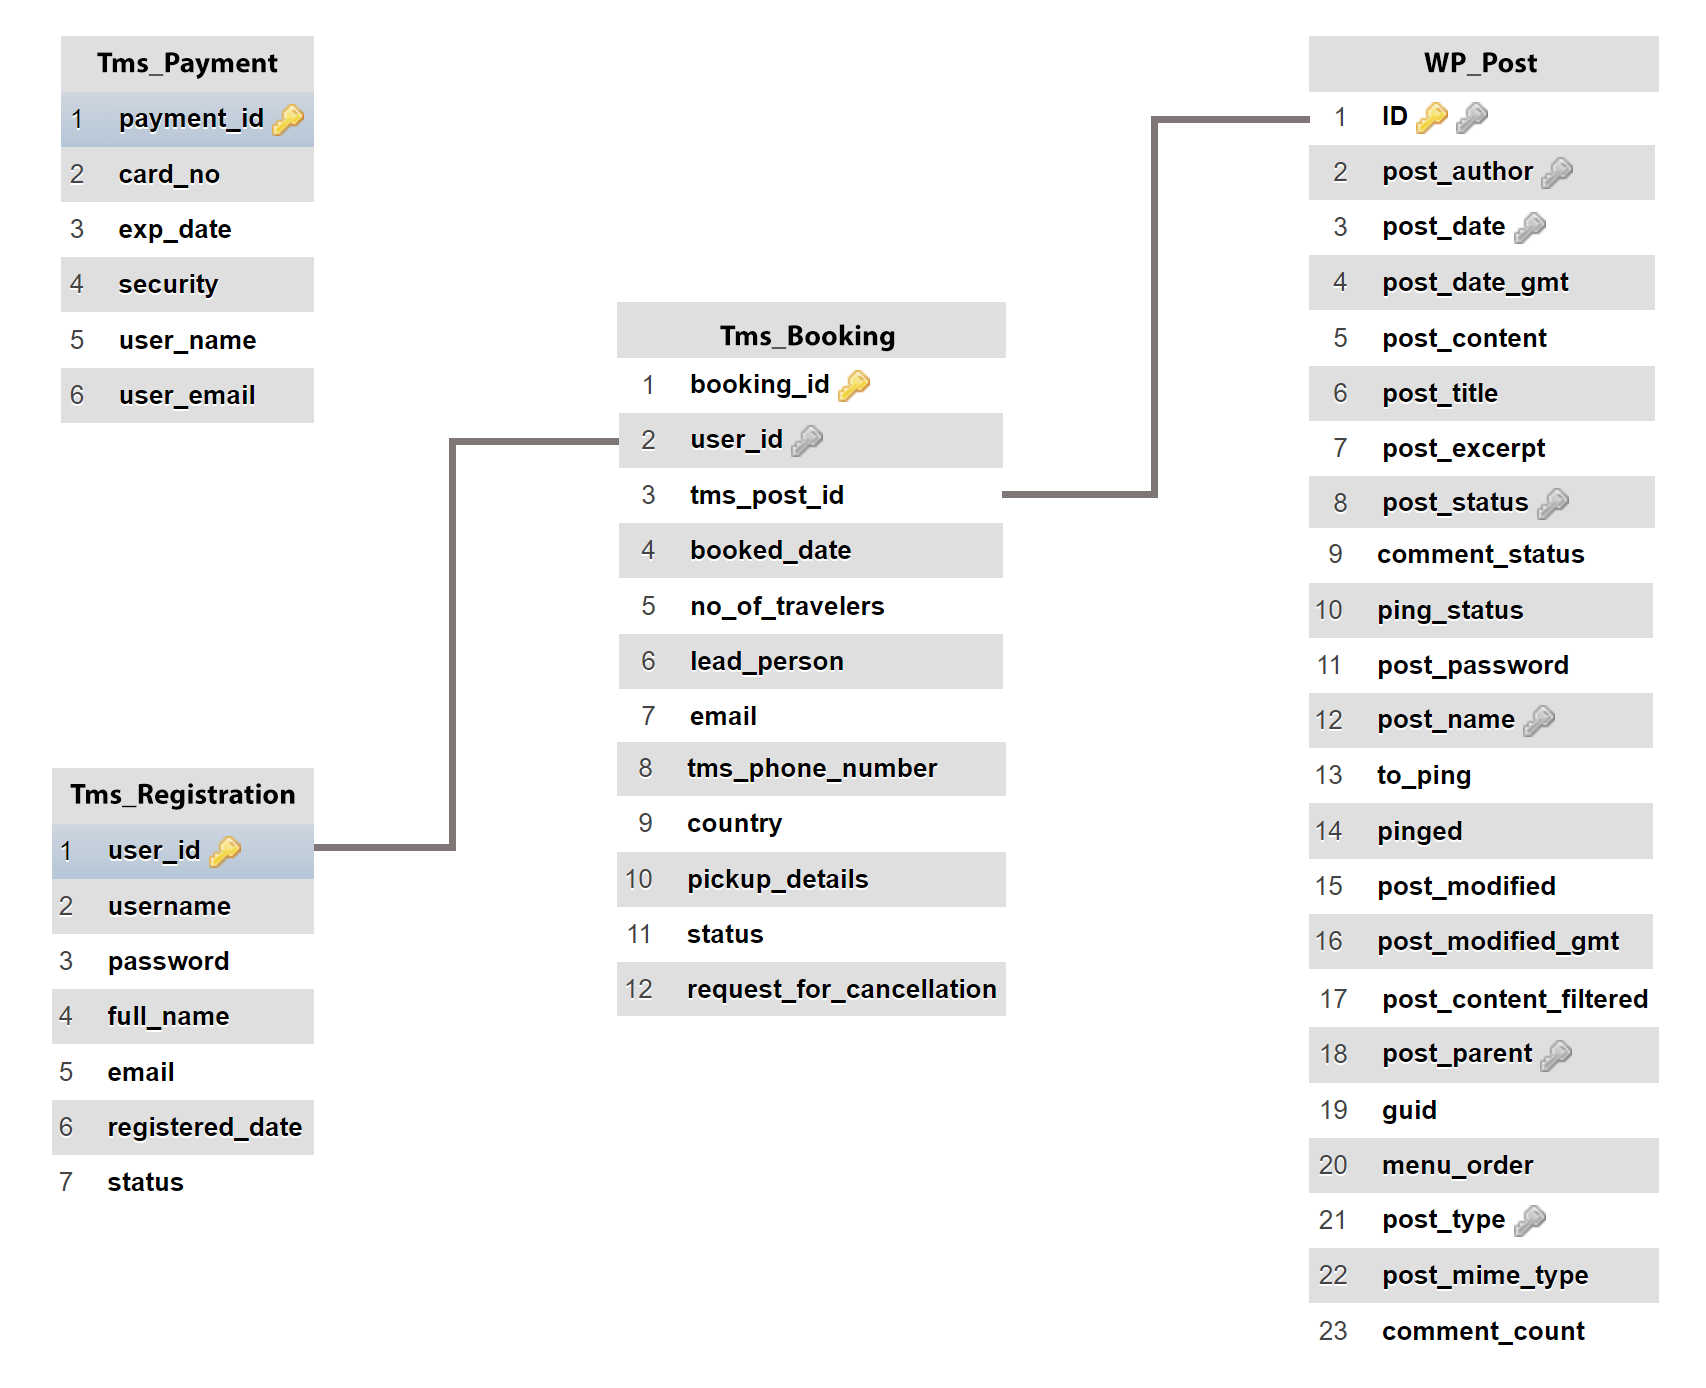 Tms_Payment
1 payment_id
2 card_no
3 exp_date
4 security
5 user_name
6 user_email
Tms_Registration
1 user_id
2 username
3 password
4 full_name
5 email
6 registered_date
7 status
Tms_Booking
1 booking_id
2 user_id
3 tms_post_id
4 booked_date
5 no_of_travelers
6 lead_person
7 email
8 tms_phone_number
9 country
10 pickup_details
11 status
12 request_for_cancellation
WP_Post
1 ID
2 post_author
3 post_date
4 post_date_gmt
5 post_content
6 post_title
7 post_excerpt
8 post_status
9 comment_status
10 ping_status
11 post_password
12 post_name
13 to_ping
14 pinged
15 post_modified
16 post_modified_gmt
17 post_content_filtered
18 post_parent
19 guid
20 menu_order
21 post_type
22 post_mime_type
23 comment_count